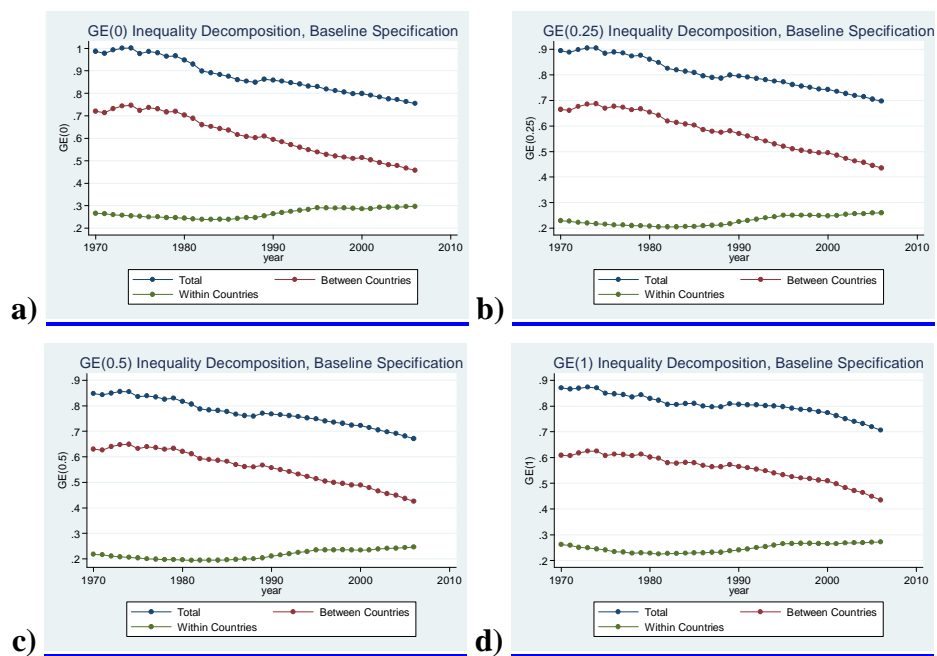 GE(0) Inequality Decomposition, Baseline Specification
GE(0)
1
.9
.8
.7
.6
.5
.4
.3
.2
1970 1980 1990 2000 2010
year
Total Between Countries
Within Countries
a)
GE(0.25) Inequality Decomposition, Baseline Specification
GE(0.25)
.9
.8
.7
.6
.5
.4
.3
.2
1970 1980 1990 2000 2010
year
Total Between Countries
Within Countries
b)
GE(0.5) Inequality Decomposition, Baseline Specification
GE(0.5)
.9
.8
.7
.6
.5
.4
.3
.2
1970 1980 1990 2000 2010
year
Total Between Countries
Within Countries
c)
GE(1) Inequality Decomposition, Baseline Specification
GE(1)
.9
.8
.7
.6
.5
.4
.3
.2
1970 1980 1990 2000 2010
year
Total Between Countries
Within Countries
d)